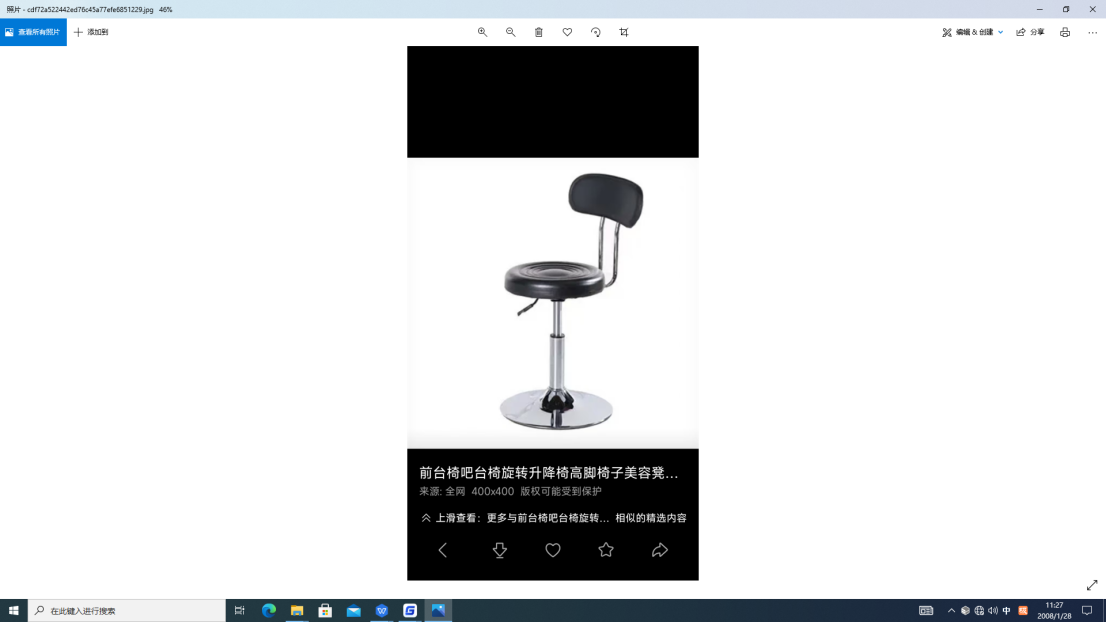 照片 - cdf72a522442ed76c45a77efe6851229.jpg 46%
查看所有照片 添加到 编辑 & 创建 分享
前台椅吧台椅旋转升降椅高脚椅子美容凳...
来源: 全网 400x400 版权可能受到保护
上滑查看: 更多与前台椅吧台椅旋转... 相似的精选内容
在此键入进行搜索
中
11:27
2008/1/28